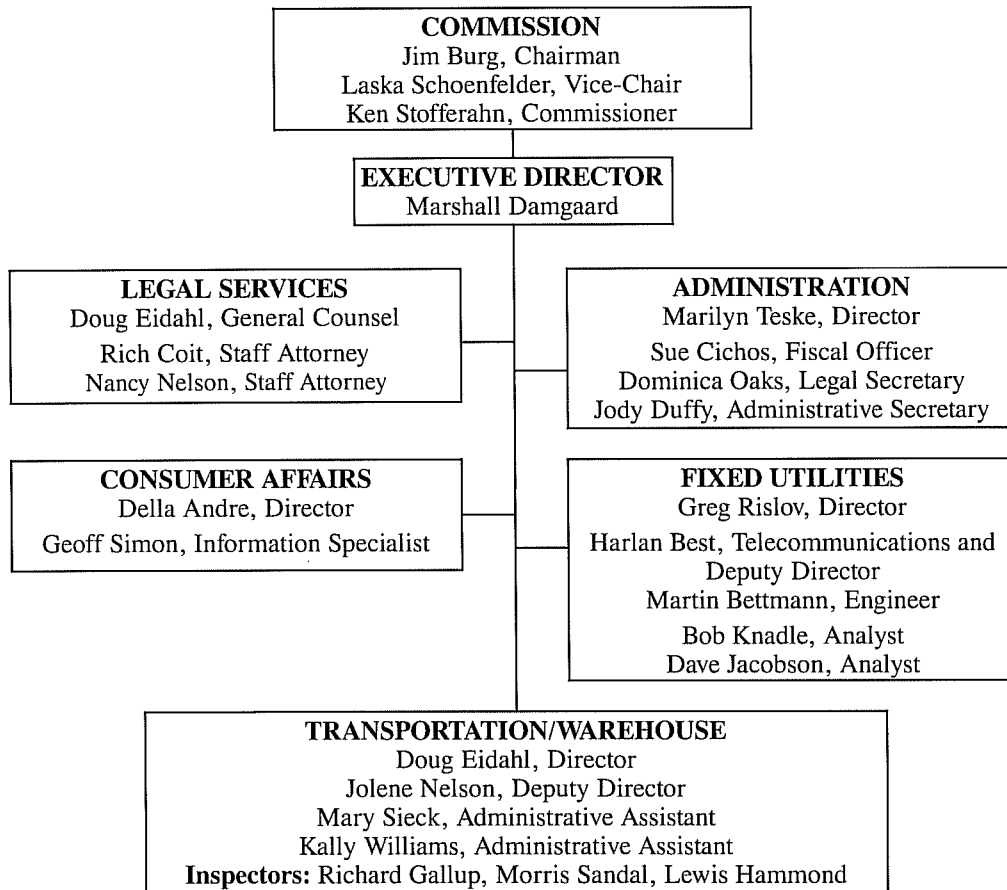 COMMISSION
Jim Burg, Chairman
Laska Schoenfelder, Vice-Chair
Ken Stofferahn, Commissioner
EXECUTIVE DIRECTOR
Marshall Damgaard
LEGAL SERVICES
Doug Eidahl, General Counsel
Rich Coit, Staff Attorney
Nancy Nelson, Staff Attorney
ADMINISTRATION
Marilyn Teske, Director
Sue Cichos, Fiscal Officer
Dominica Oaks, Legal Secretary
Jody Duffy, Administrative Secretary
CONSUMER AFFAIRS
Della Andre, Director
Geoff Simon, Information Specialist
FIXED UTILITIES
Greg Rislov, Director
Harlan Best, Telecommunications and
Deputy Director
Martin Bettmann, Engineer
Bob Knadle, Analyst
Dave Jacobson, Analyst
TRANSPORTATION/WAREHOUSE
Doug Eidahl, Director
Jolene Nelson, Deputy Director
Mary Sieck, Administrative Assistant
Kally Williams, Administrative Assistant
Inspectors: Richard Gallup, Morris Sandal, Lewis Hammond